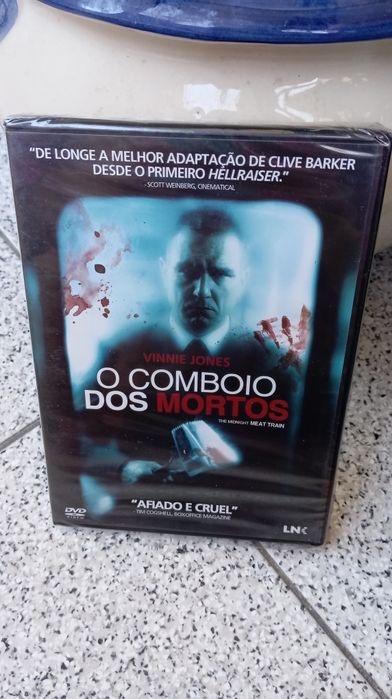 "DE LONGE A MELHOR ADAPTAÇÃO DE CLIVE BARKER
DESDE O PRIMEIRO HELLRAISER."
- SCOTT WEINBERG, CINEMATICAL
VINNIE JONES
O COMBOIO
DOS MORTOS
THE MIDNIGHT MEAT TRAIN
"AFIADO E CRUEL"
- TIM COGSHELL, BOXOFFICE MAGAZINE
DVD
VIDEO
LNK